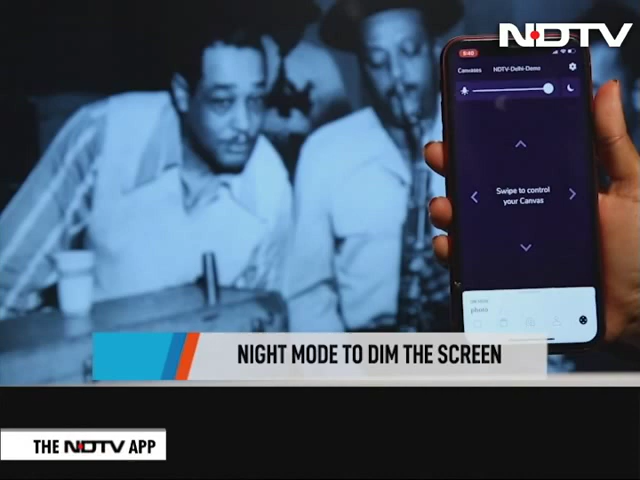 NDTV
9:40
Canvases NDTV-Delhi-Demo
Swipe to control
your Canvas
photo
NIGHT MODE TO DIM THE SCREEN
THE NDTV APP